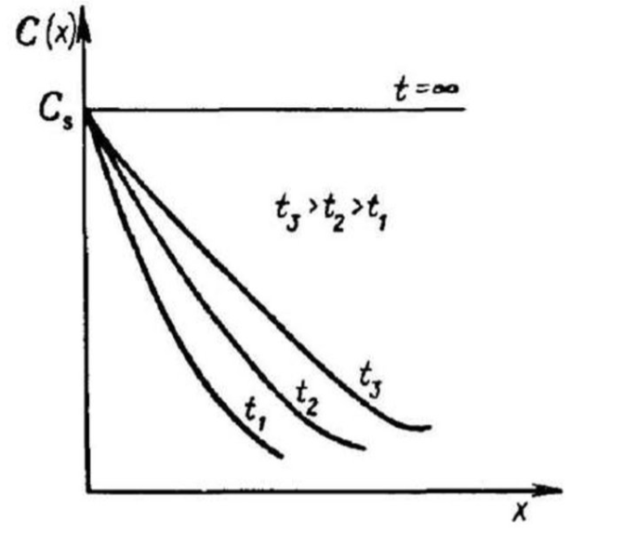 C(x)
t=∞
Cs
t3>t2>t1
t3
t2
t1
x